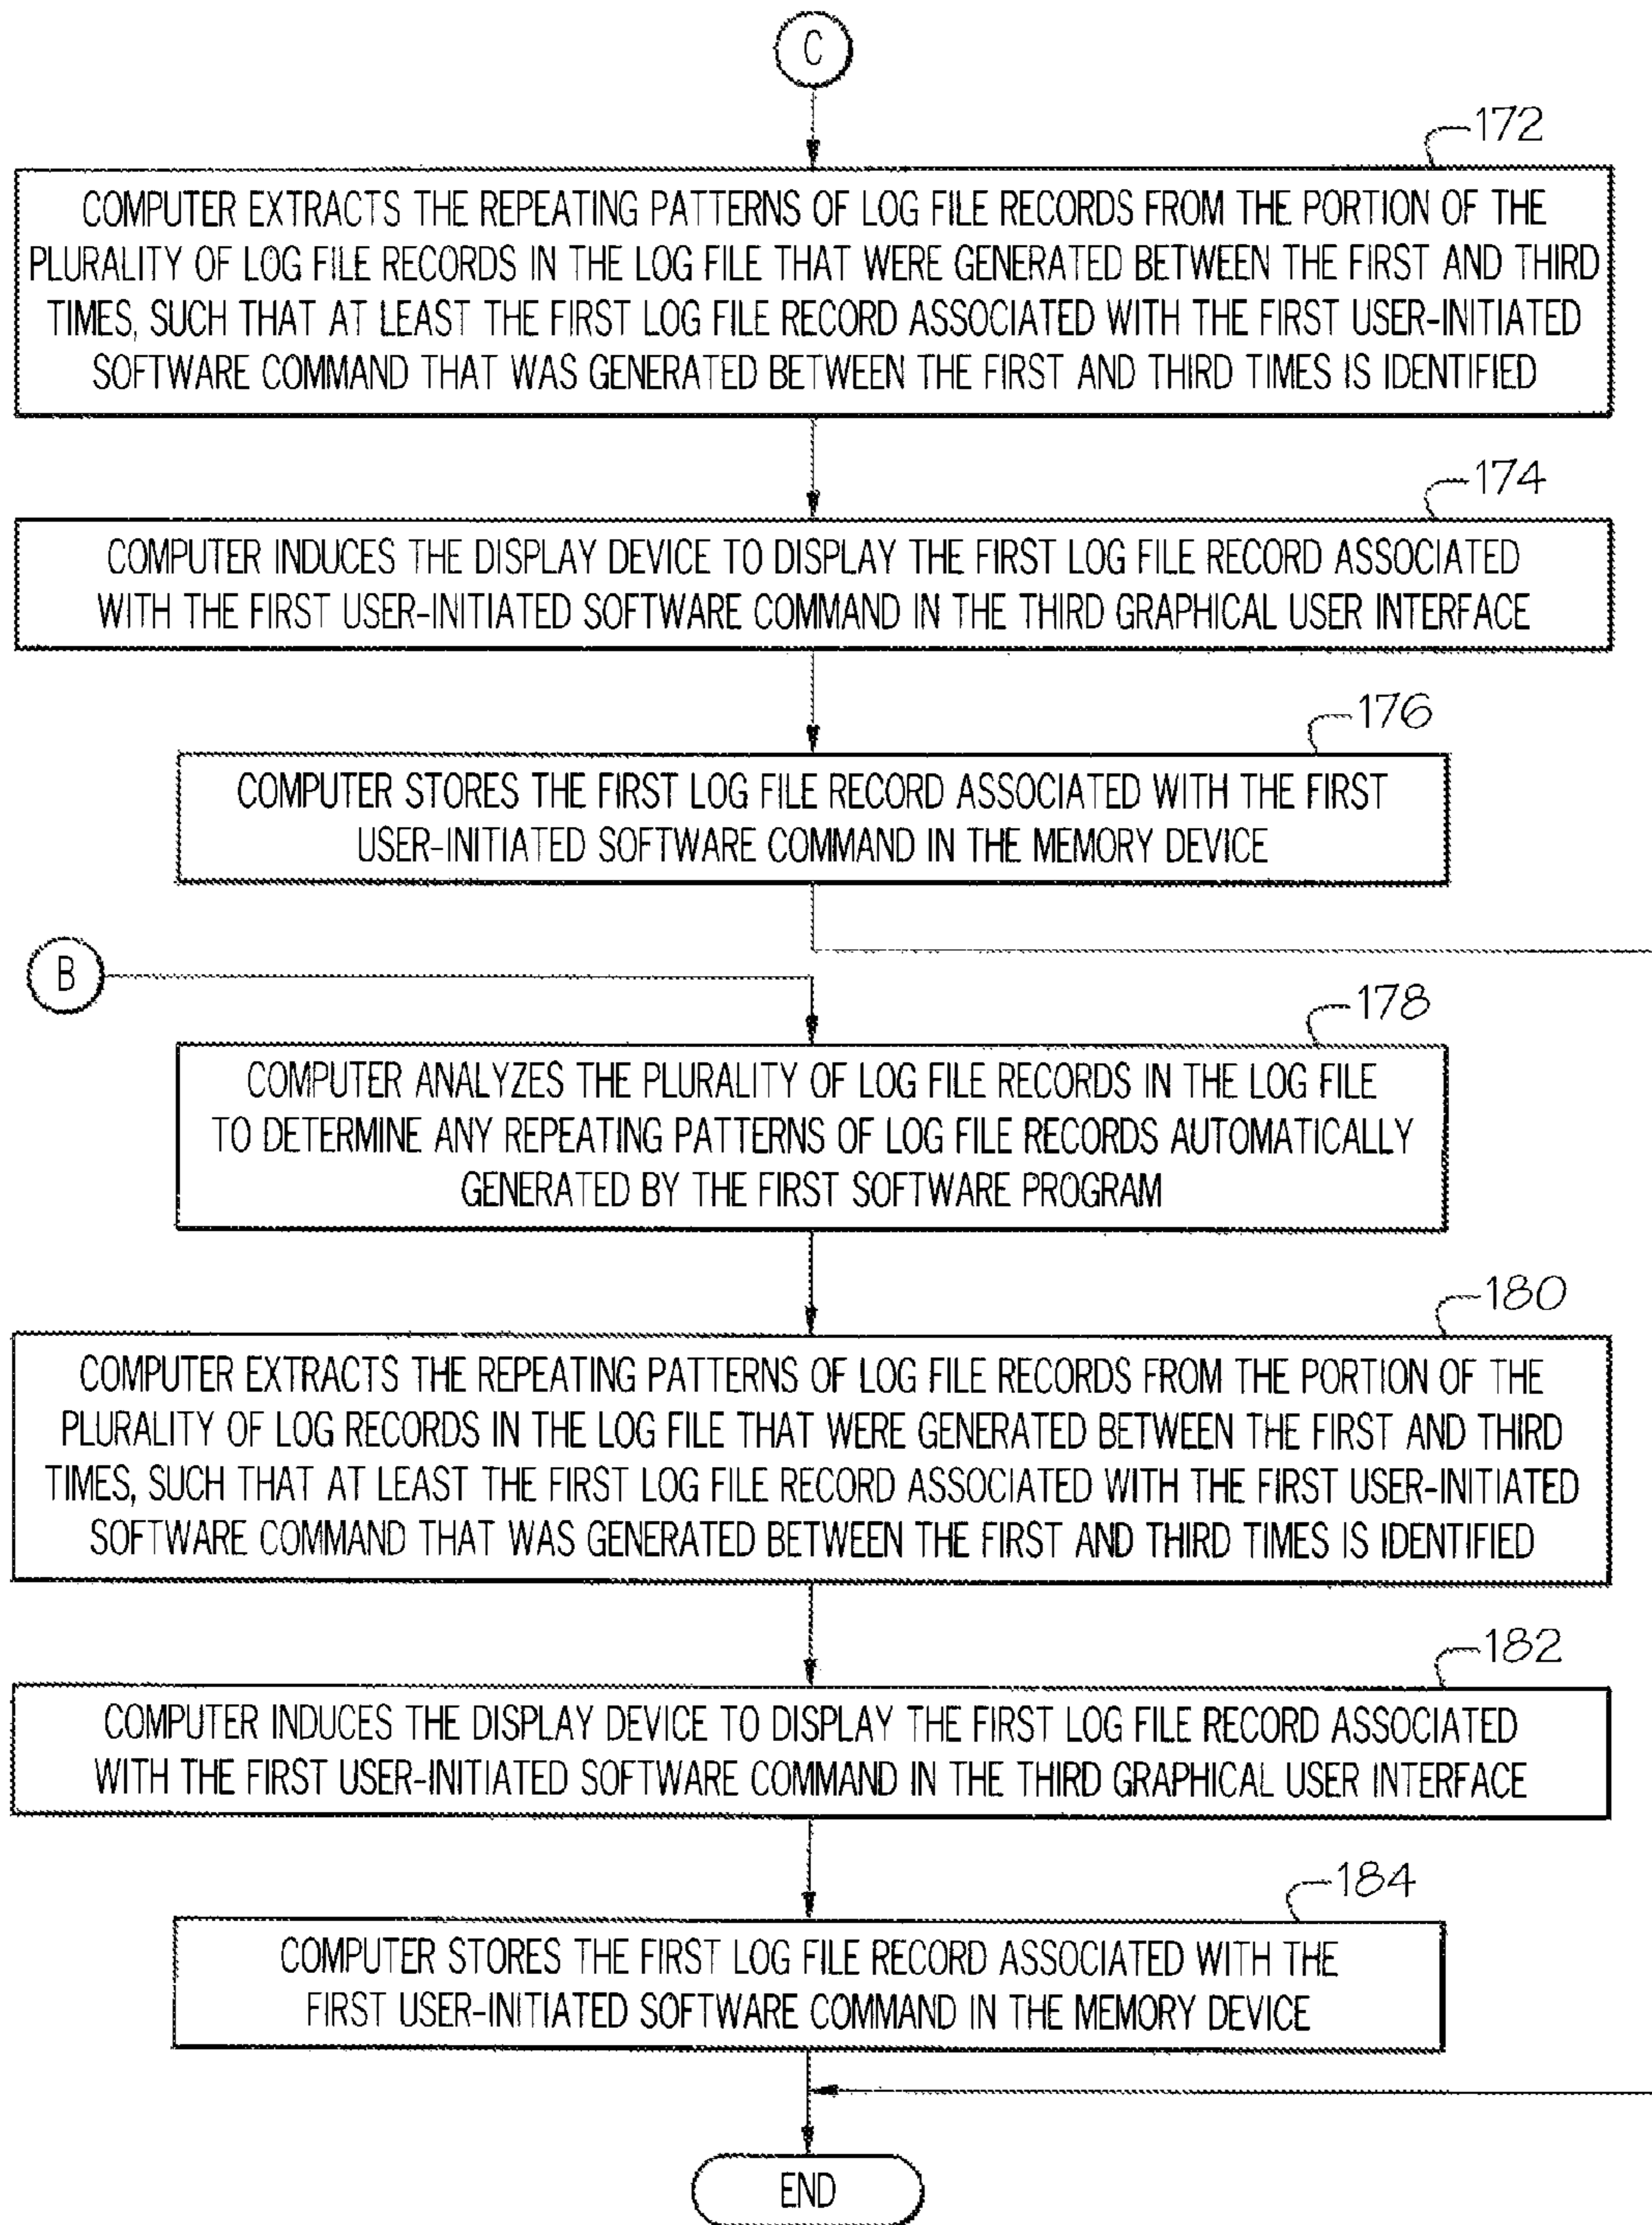 C
172
COMPUTER EXTRACTS THE REPEATING PATTERNS OF LOG FILE RECORDS FROM THE PORTION OF THE
PLURALITY OF LOG FILE RECORDS IN THE LOG FILE THAT WERE GENERATED BETWEEN THE FIRST AND THIRD
TIMES, SUCH THAT AT LEAST THE FIRST LOG FILE RECORD ASSOCIATED WITH THE FIRST USER-INITIATED
SOFTWARE COMMAND THAT WAS GENERATED BETWEEN THE FIRST AND THIRD TIMES IS IDENTIFIED
174
COMPUTER INDUCES THE DISPLAY DEVICE TO DISPLAY THE FIRST LOG FILE RECORD ASSOCIATED
WITH THE FIRST USER-INITIATED SOFTWARE COMMAND IN THE THIRD GRAPHICAL USER INTERFACE
176
COMPUTER STORES THE FIRST LOG FILE RECORD ASSOCIATED WITH THE FIRST
USER-INITIATED SOFTWARE COMMAND IN THE MEMORY DEVICE
B
178
COMPUTER ANALYZES THE PLURALITY OF LOG FILE RECORDS IN THE LOG FILE
TO DETERMINE ANY REPEATING PATTERNS OF LOG FILE RECORDS AUTOMATICALLY
GENERATED BY THE FIRST SOFTWARE PROGRAM
180
COMPUTER EXTRACTS THE REPEATING PATTERNS OF LOG FILE RECORDS FROM THE PORTION OF THE
PLURALITY OF LOG RECORDS IN THE LOG FILE THAT WERE GENERATED BETWEEN THE FIRST AND THIRD
TIMES, SUCH THAT AT LEAST THE FIRST LOG FILE RECORD ASSOCIATED WITH THE FIRST USER-INITIATED
SOFTWARE COMMAND THAT WAS GENERATED BETWEEN THE FIRST AND THIRD TIMES IS IDENTIFIED
182
COMPUTER INDUCES THE DISPLAY DEVICE TO DISPLAY THE FIRST LOG FILE RECORD ASSOCIATED
WITH THE FIRST USER-INITIATED SOFTWARE COMMAND IN THE THIRD GRAPHICAL USER INTERFACE
184
COMPUTER STORES THE FIRST LOG FILE RECORD ASSOCIATED WITH THE
FIRST USER-INITIATED SOFTWARE COMMAND IN THE MEMORY DEVICE
END